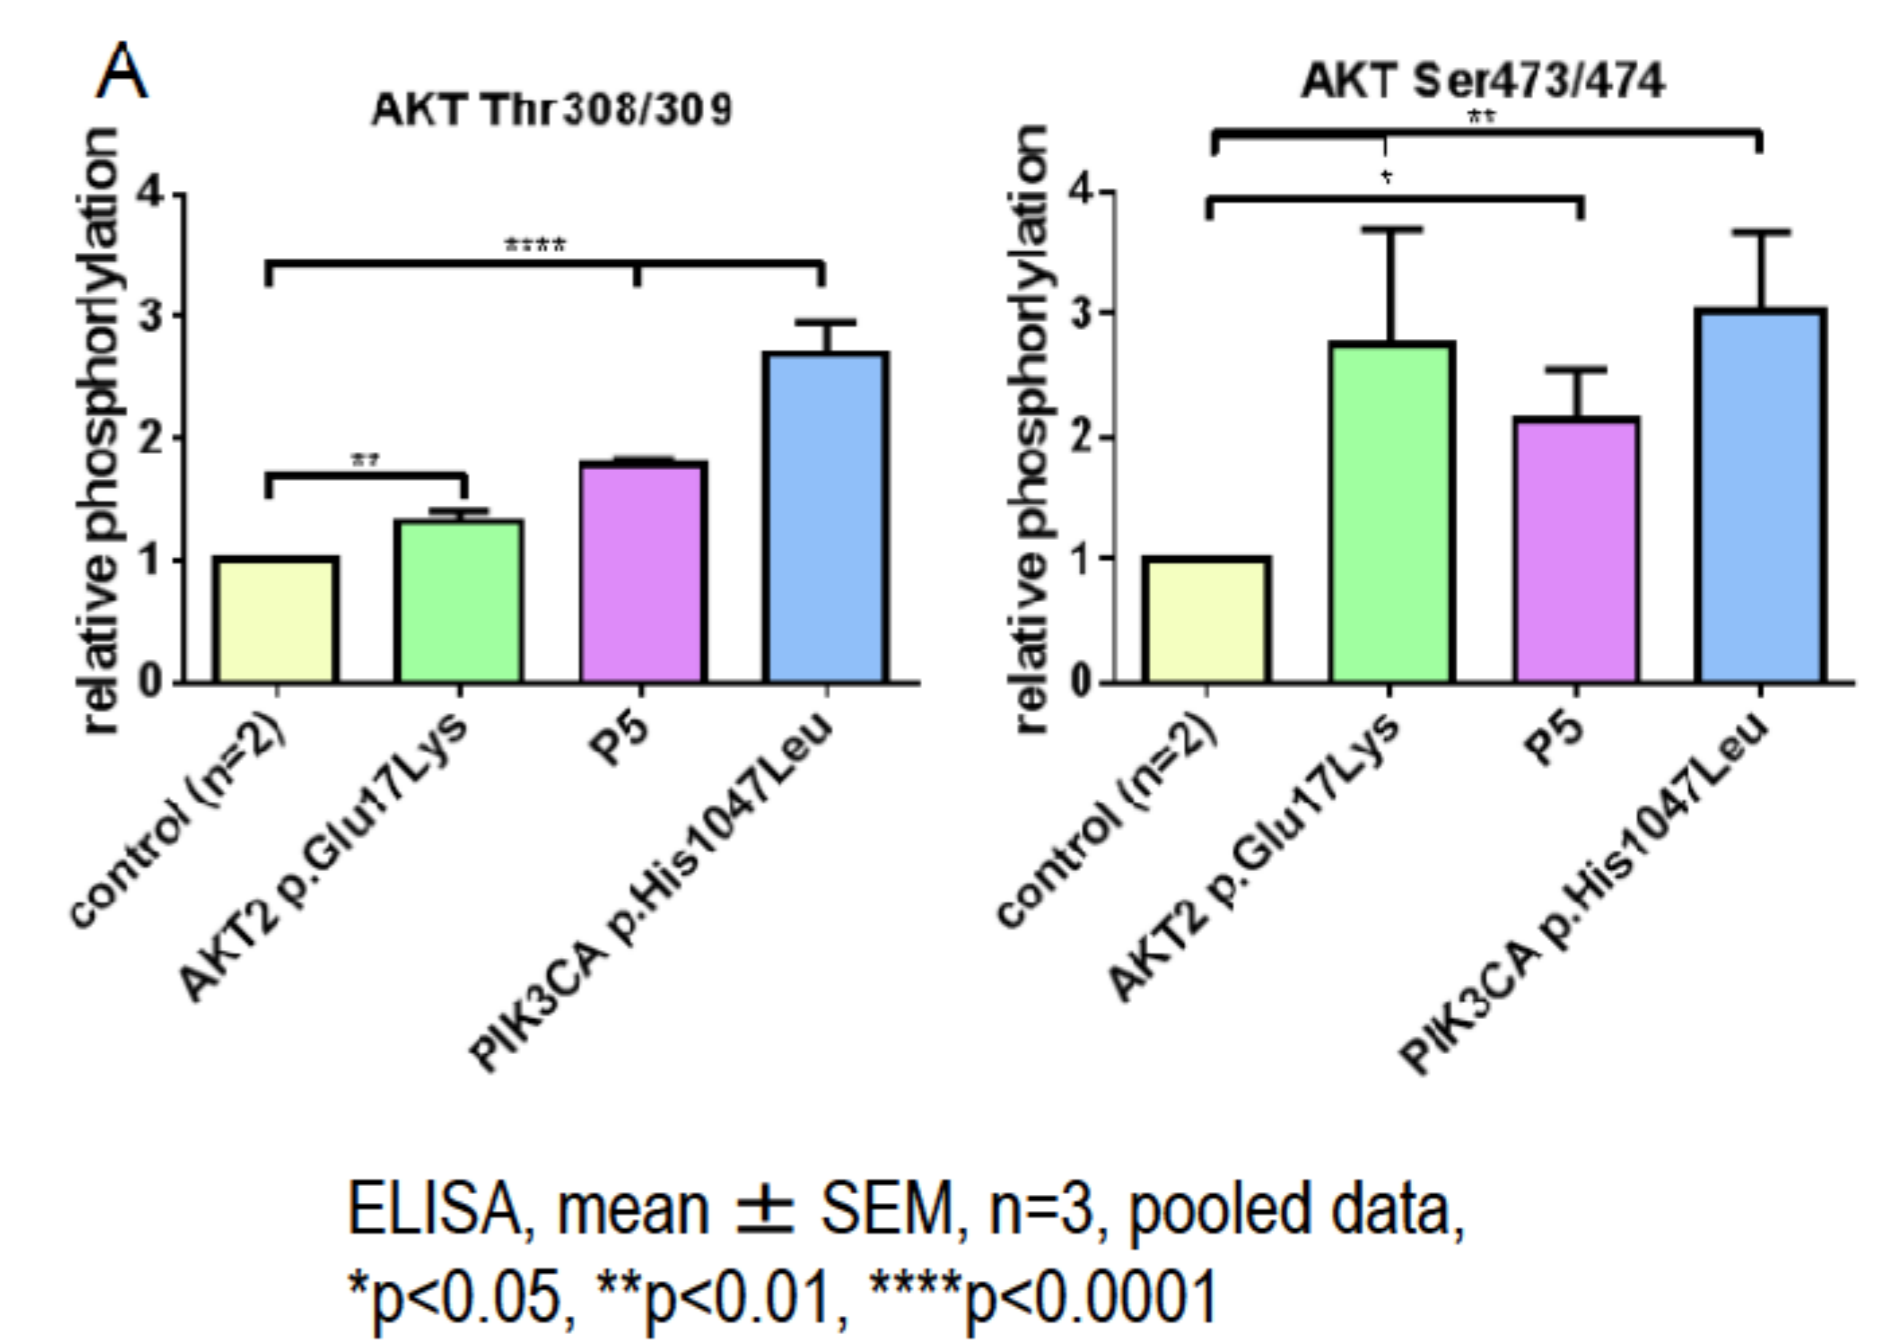 A
AKT Thr308/309
relative phosphorlylation
4
3
2
1
0
****
**
control (n=2)
AKT2 p.Glu17Lys
P5
PIK3CA p.His1047Leu
AKT Ser473/474
relative phosphorlylation
4
3
2
1
0
**
*
control (n=2)
AKT2 p.Glu17Lys
P5
PIK3CA p.His1047Leu
ELISA, mean ± SEM, n=3, pooled data,
*p<0.05, **p<0.01, ****p<0.0001